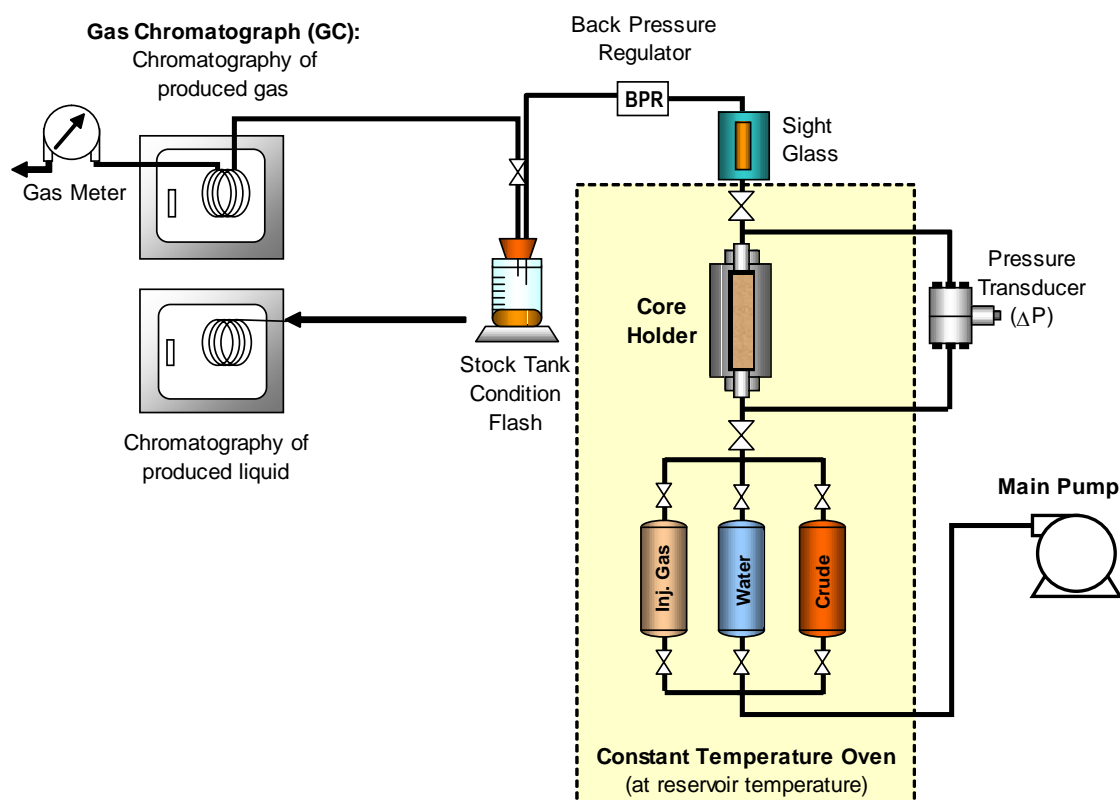 Gas Chromatograph (GC):
Chromatography of
produced gas
Back Pressure
Regulator
BPR
Sight
Glass
Gas Meter
Pressure
Transducer
(ΔP)
Core
Holder
Stock Tank
Condition
Flash
Chromatography of
produced liquid
Main Pump
Inj. Gas
Water
Crude
Constant Temperature Oven
(at reservoir temperature)